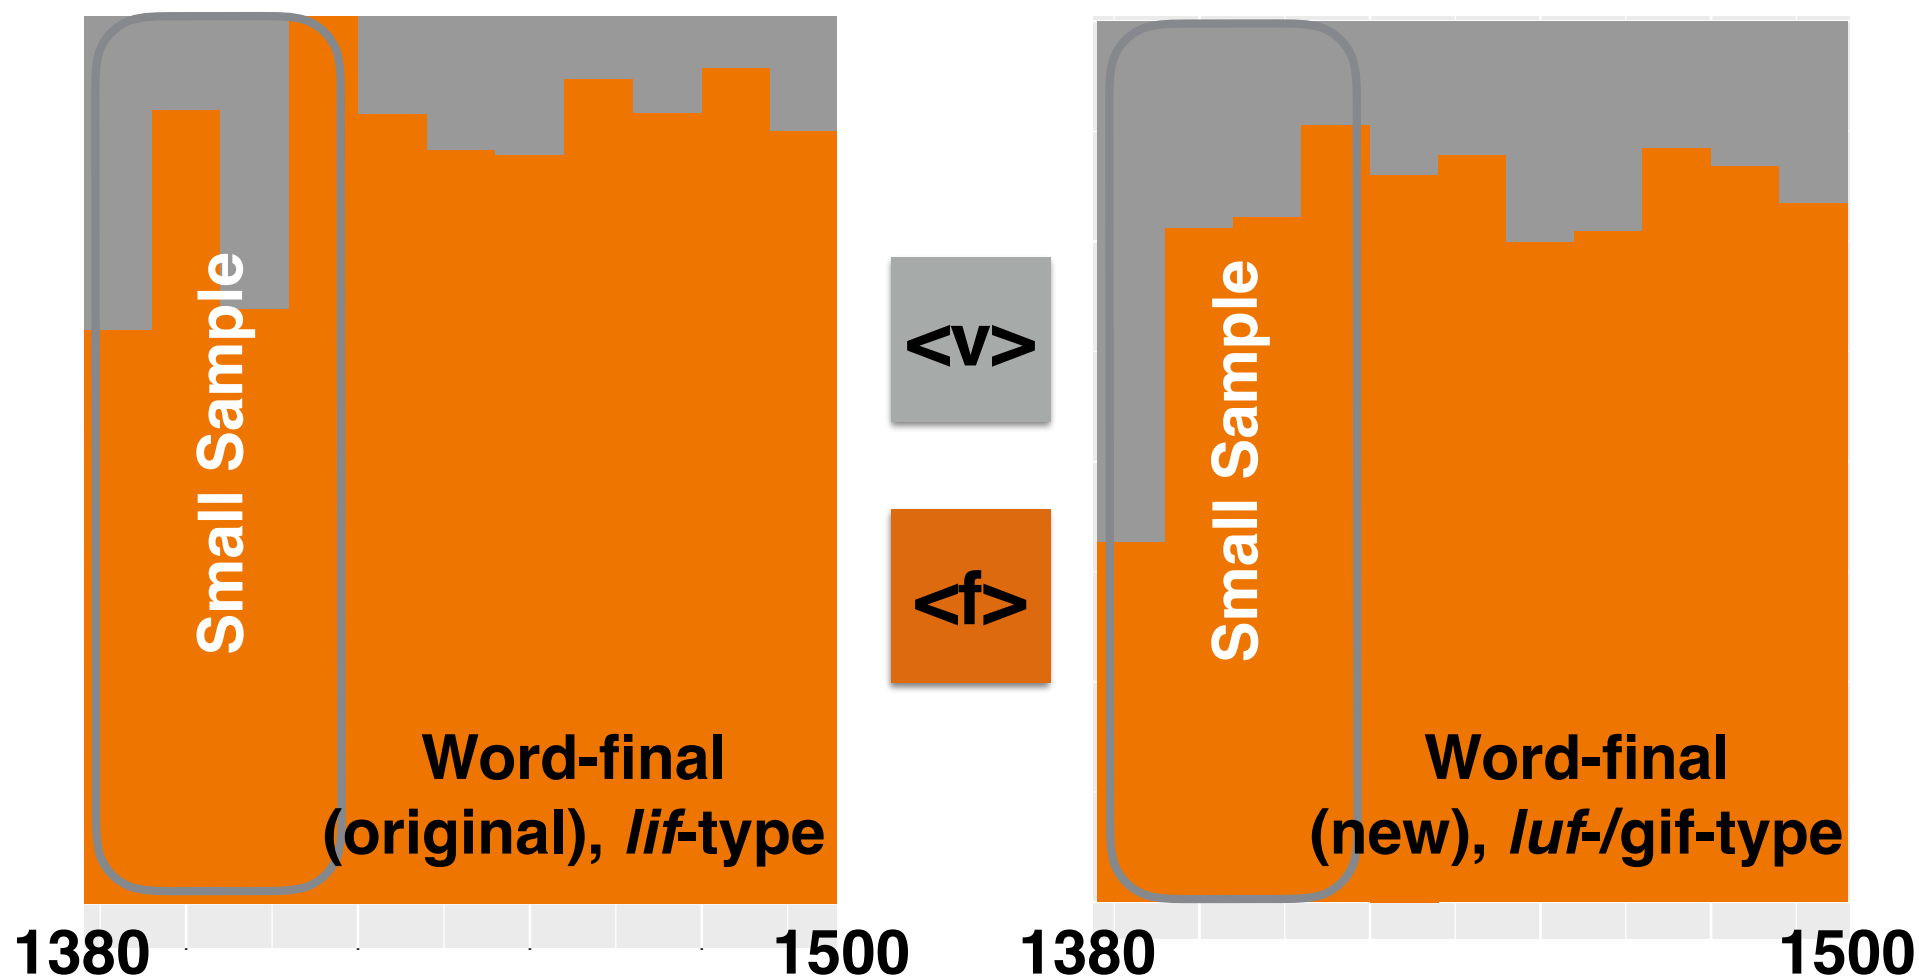 Small Sample
Word-final
(original), lif-type
1380
1500
<v>
<f>
Small Sample
Word-final
(new), luf-/gif-type
1380
1500